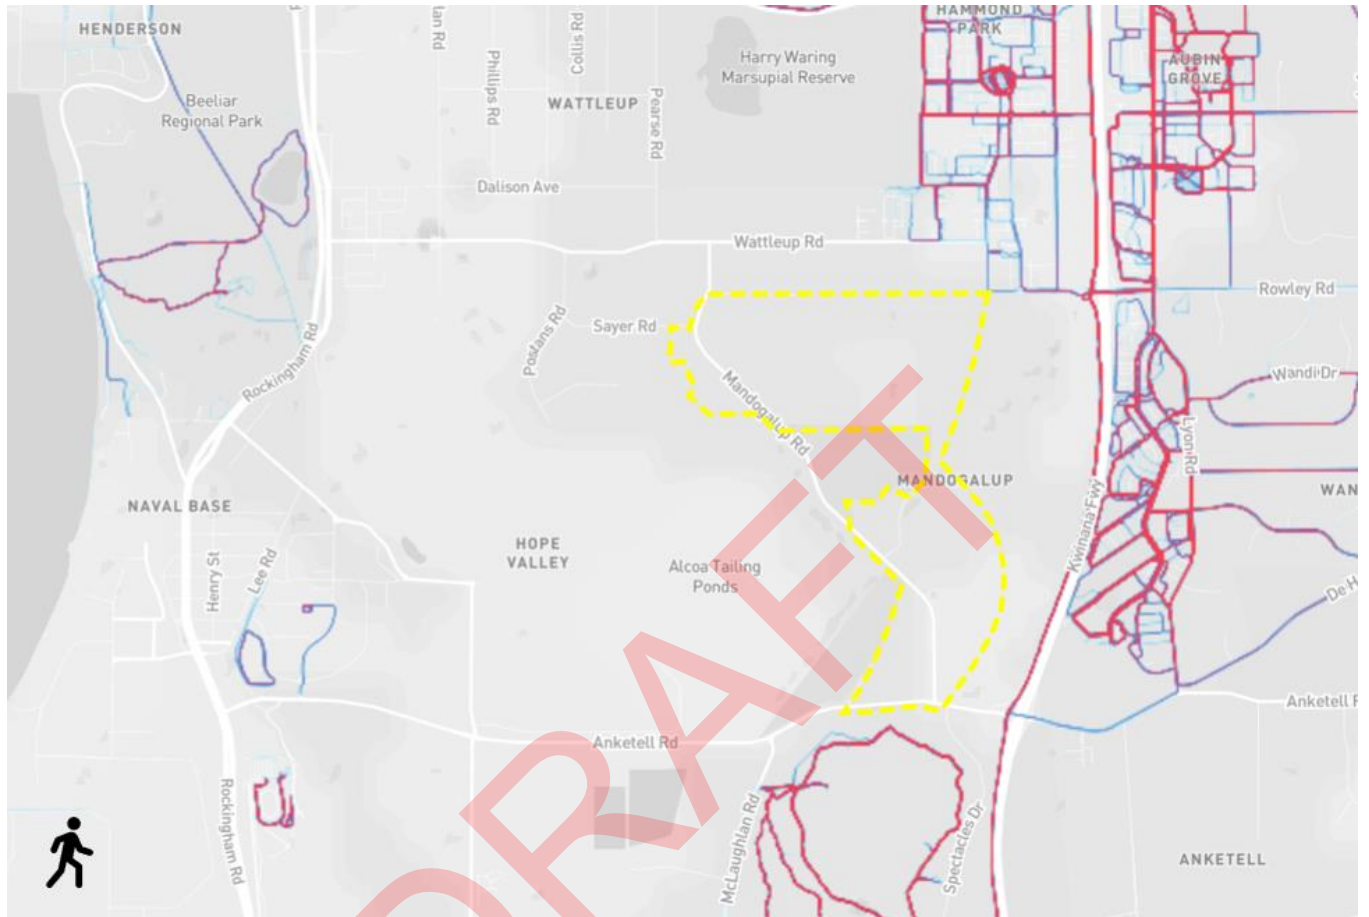 HENDERSON
Beeliar
Regional Park
lan Rd
Phillips Rd
Collis Rd
WATTLEUP
Pearse Rd
Harry Waring
Marsupial Reserve
HAMMOND
PARK
AUBIN
GROVE
Dalison Ave
Wattleup Rd
Rowley Rd
Sayer Rd
Postans Rd
Rockingham Rd
Mandogalup Rd
Wandi Dr
Lyon Rd
MANDOGALUP
WAN
NAVAL BASE
HOPE
VALLEY
Kwinana Fwy
Henry St
Lee Rd
Alcoa Tailing
Ponds
De H
Anketell Rd
Anketell F
Rockingham Rd
McLaughlan Rd
Spectacles Dr
ANKETELL
DRAFT